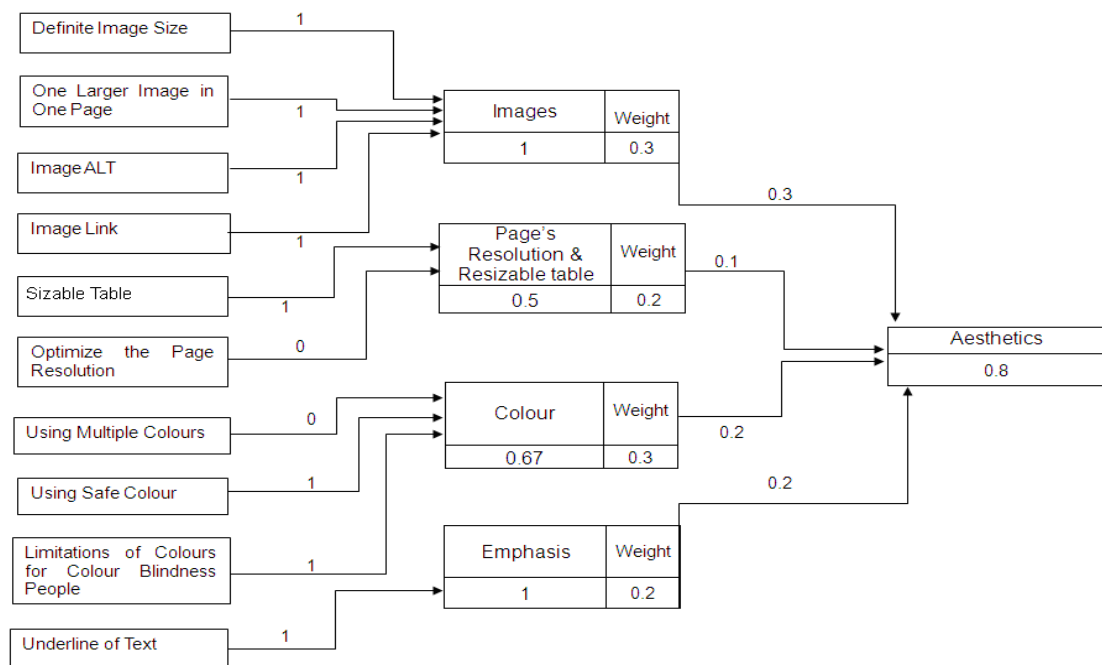 Definite Image Size
1
One Larger Image in
One Page
1
Image ALT
1
Image Link
1
Sizable Table
1
Optimize the Page
Resolution
0
Using Multiple Colours
0
Using Safe Colour
1
Limitations of Colours
for Colour Blindness
People
1
Underline of Text
1
Images
Weight
1
0.3
0.3
Page's
Resolution &
Resizable table
Weight
0.5
0.2
0.1
Colour
Weight
0.67
0.3
0.2
Emphasis
Weight
1
0.2
0.2
Aesthetics
0.8